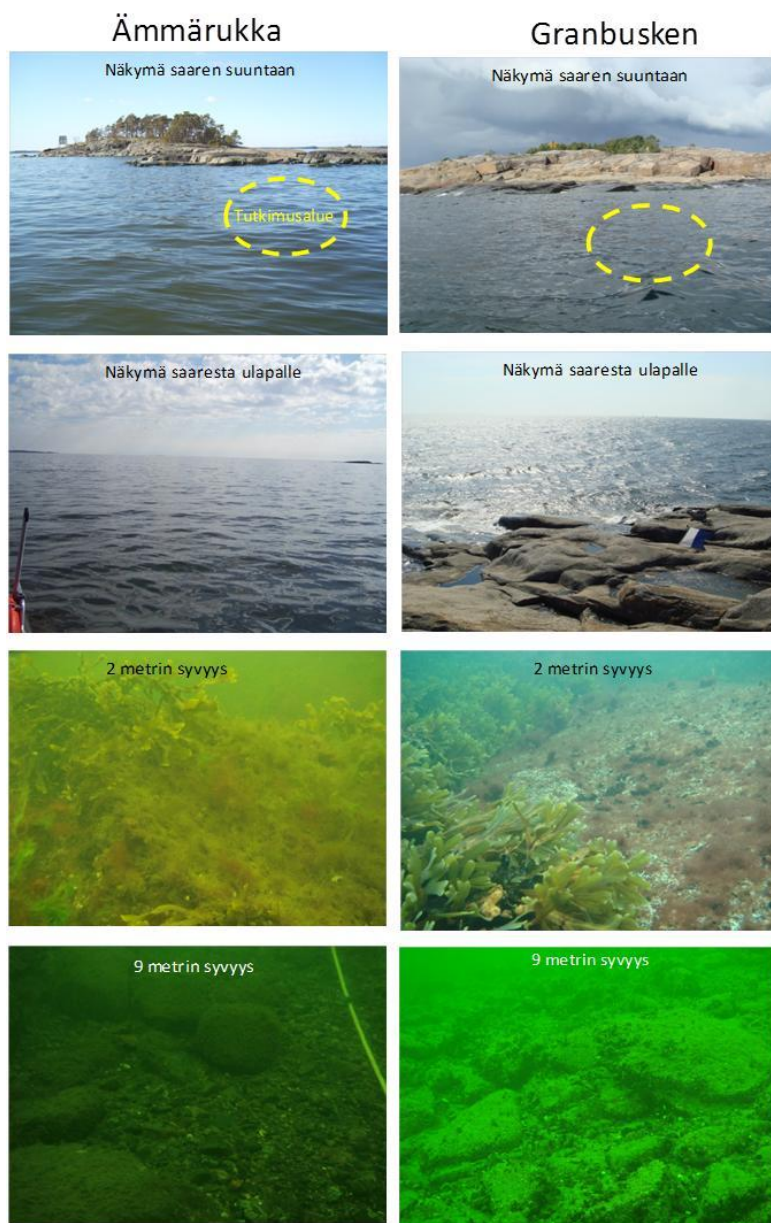 Ämmärukka
Granbusken
Näkymä saaren suuntaan
Näkymä saaren suuntaan
Tutkimusalue
Näkymä saaresta ulapalle
Näkymä saaresta ulapalle
2 metrin syvyys
2 metrin syvyys
9 metrin syvyys
9 metrin syvyys